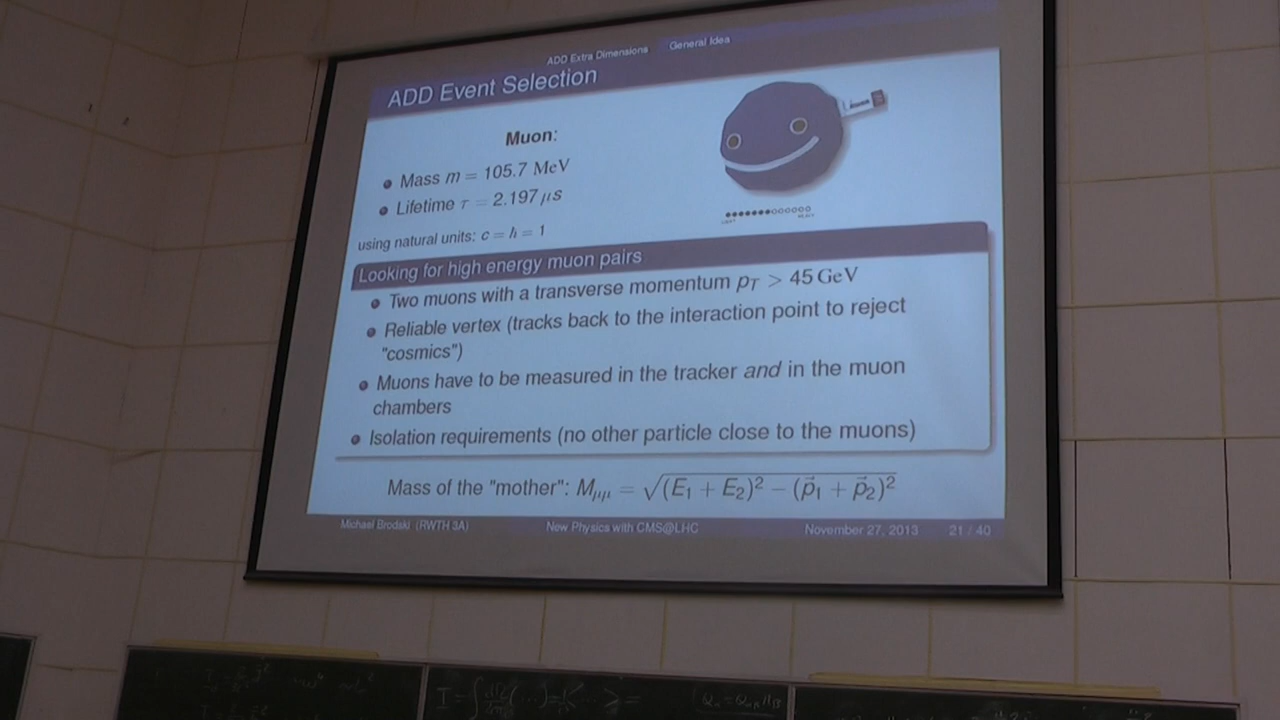 ADD Extra Dimensions General Idea
ADD Event Selection
Muon:
Mass m = 105.7 MeV
Lifetime τ = 2.197 μs
using natural units: c = ħ = 1
Looking for high energy muon pairs
Two muons with a transverse momentum p_T > 45 GeV
Reliable vertex (tracks back to the interaction point to reject
"cosmics")
Muons have to be measured in the tracker and in the muon
chambers
Isolation requirements (no other particle close to the muons)
Mass of the "mother": M_μμ = √(E₁ + E₂)² − (p⃗₁ + p⃗₂)²
Michael Brodski (RWTH 3A) New Physics with CMS@LHC November 27, 2013 21 / 40